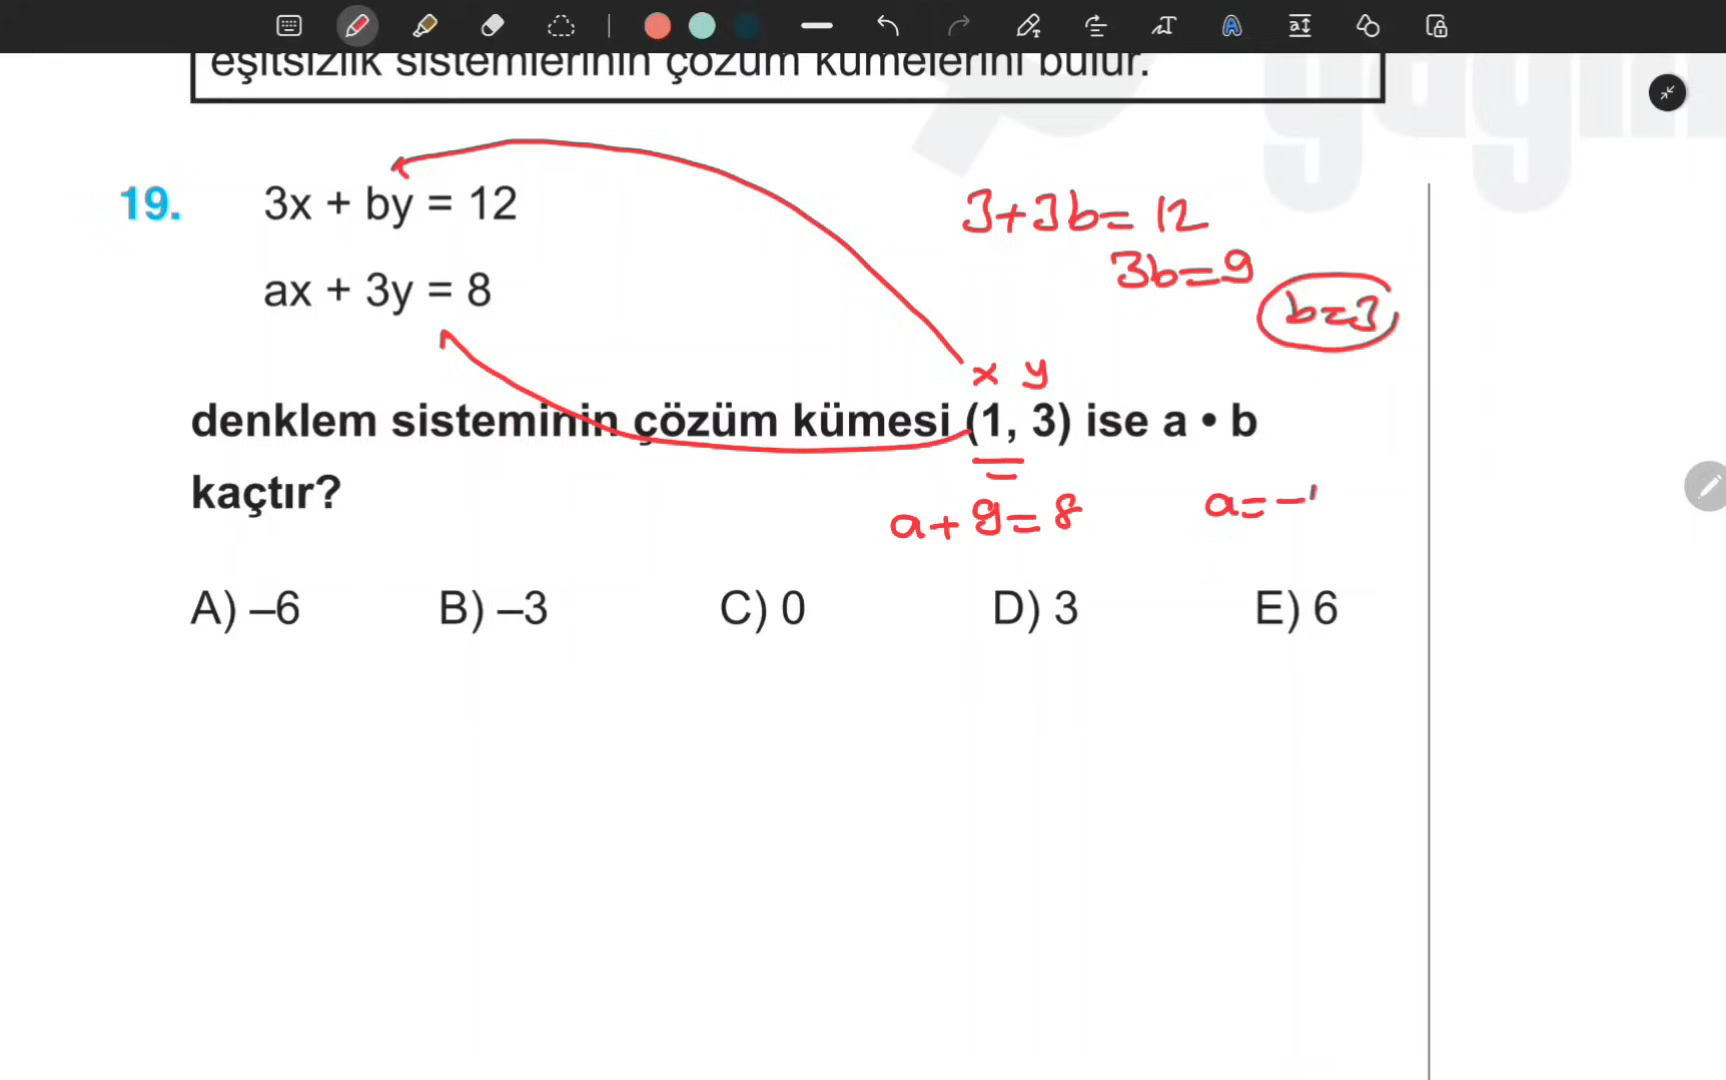 eşitsizlik sistemlerinin çözüm kümelerini bulur.
yayın
19. 3x + by = 12
3+3b= 12
3b=9
ax + 3y = 8
b=3
x y
denklem sisteminin çözüm kümesi (1, 3) ise a • b
kaçtır?
a+9=8
a=-1
A) –6 B) –3 C) 0 D) 3 E) 6